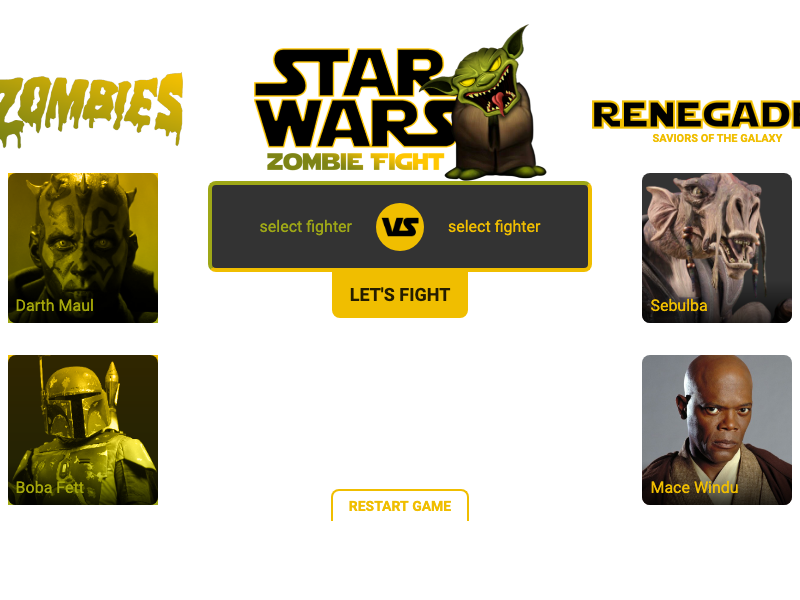 ZOMBIES
STAR
WARS
ZOMBIE FIGHT
RENEGAD
SAVIORS OF THE GALAXY
select fighter VS select fighter
LET'S FIGHT
Darth Maul
Sebulba
Boba Fett
Mace Windu
RESTART GAME